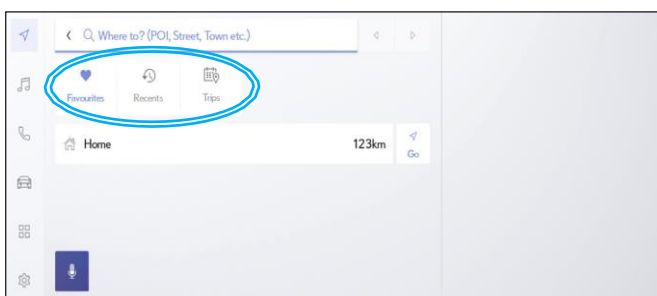 Where to? (POI, Street, Town etc.)
Favourites Recents Trips
Home 123km Go